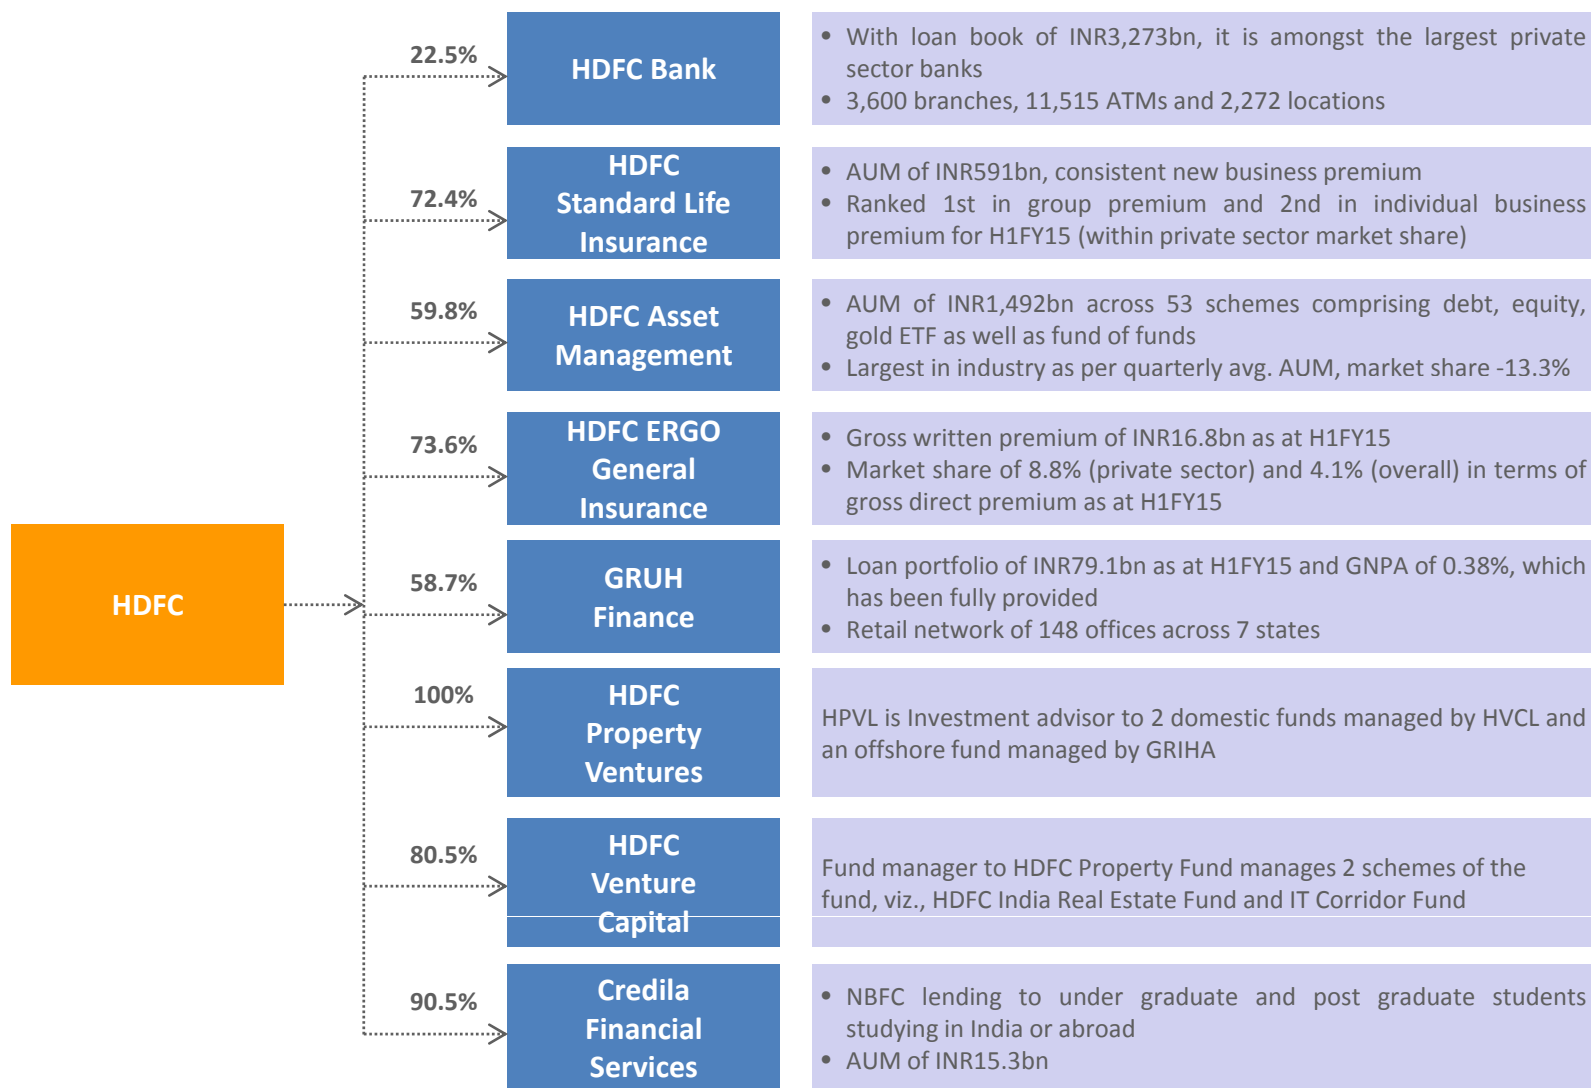 22.5%
HDFC Bank
• With loan book of INR3,273bn, it is amongst the largest private
sector banks
• 3,600 branches, 11,515 ATMs and 2,272 locations
72.4%
HDFC
Standard Life
Insurance
• AUM of INR591bn, consistent new business premium
• Ranked 1st in group premium and 2nd in individual business
premium for H1FY15 (within private sector market share)
59.8%
HDFC Asset
Management
• AUM of INR1,492bn across 53 schemes comprising debt, equity,
gold ETF as well as fund of funds
• Largest in industry as per quarterly avg. AUM, market share -13.3%
73.6%
HDFC ERGO
General
Insurance
• Gross written premium of INR16.8bn as at H1FY15
• Market share of 8.8% (private sector) and 4.1% (overall) in terms of
gross direct premium as at H1FY15
HDFC
58.7%
GRUH
Finance
• Loan portfolio of INR79.1bn as at H1FY15 and GNPA of 0.38%, which
has been fully provided
• Retail network of 148 offices across 7 states
100%
HDFC
Property
Ventures
HPVL is Investment advisor to 2 domestic funds managed by HVCL and
an offshore fund managed by GRIHA
80.5%
HDFC
Venture
Capital
Fund manager to HDFC Property Fund manages 2 schemes of the
fund, viz., HDFC India Real Estate Fund and IT Corridor Fund
90.5%
Credila
Financial
Services
• NBFC lending to under graduate and post graduate students
studying in India or abroad
• AUM of INR15.3bn